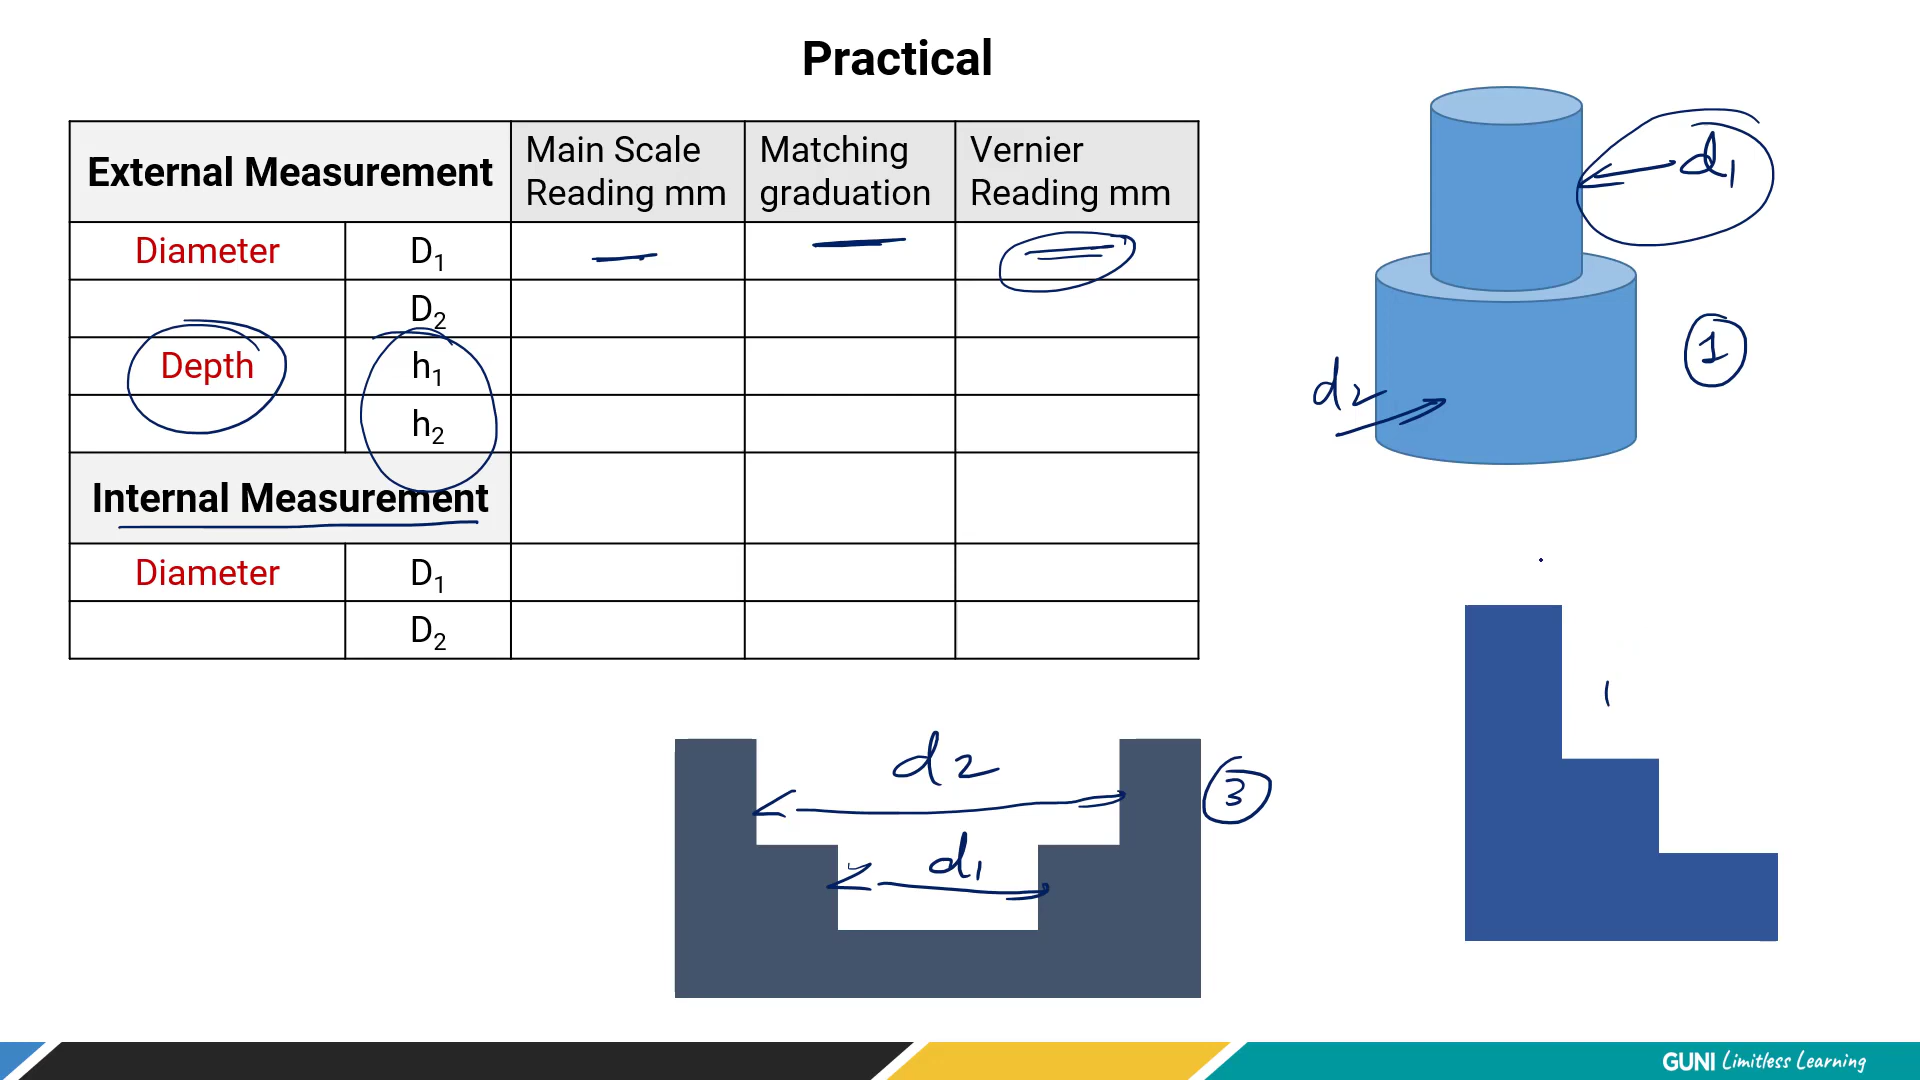 Practical
External Measurement
Main Scale
Reading mm
Matching
graduation
Vernier
Reading mm
Diameter D₁
D₂
Depth h₁
h₂
Internal Measurement
Diameter D₁
D₂
d₁
1
d₂
d₂
3
d₁
GUNI Limitless Learning